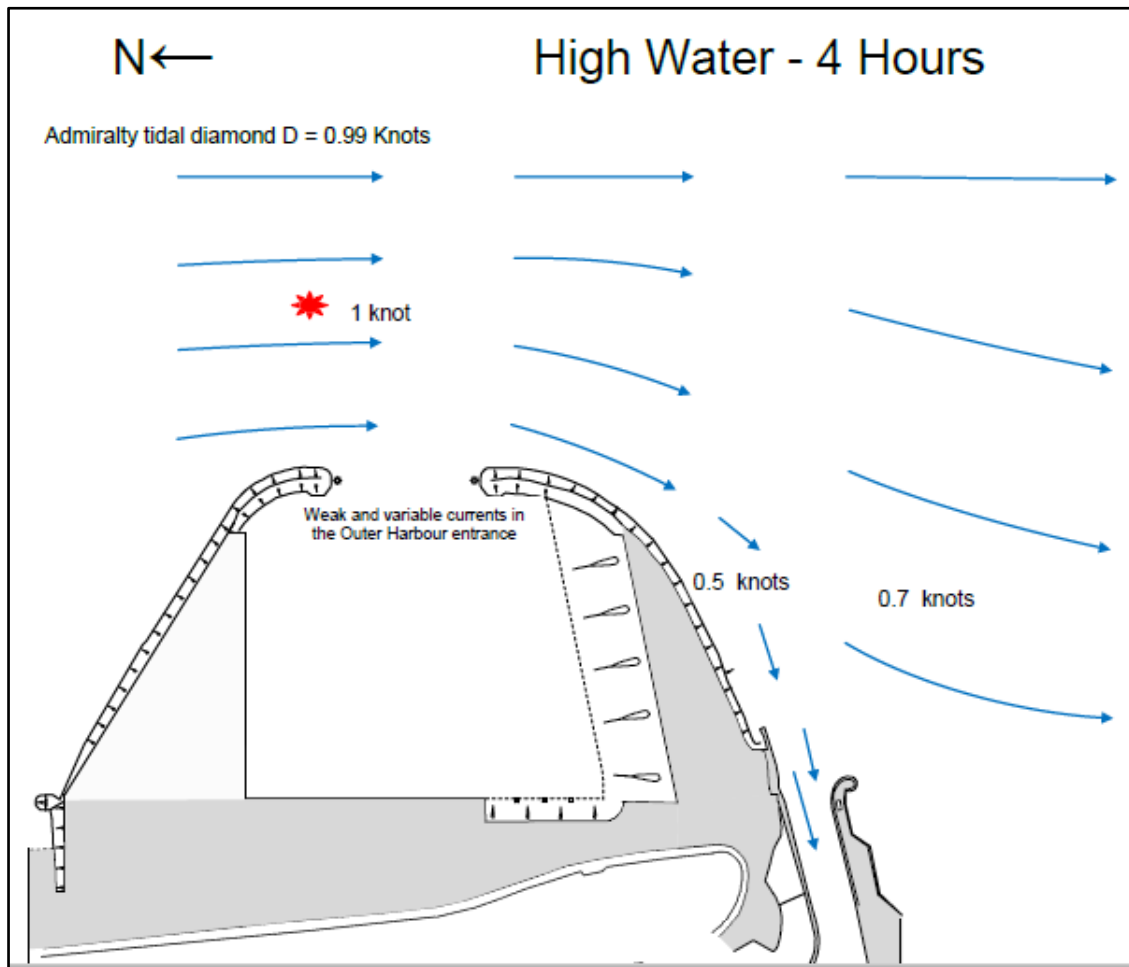 N←
High Water - 4 Hours
Admiralty tidal diamond D = 0.99 Knots
1 knot
Weak and variable currents in
the Outer Harbour entrance
0.5  knots
0.7  knots